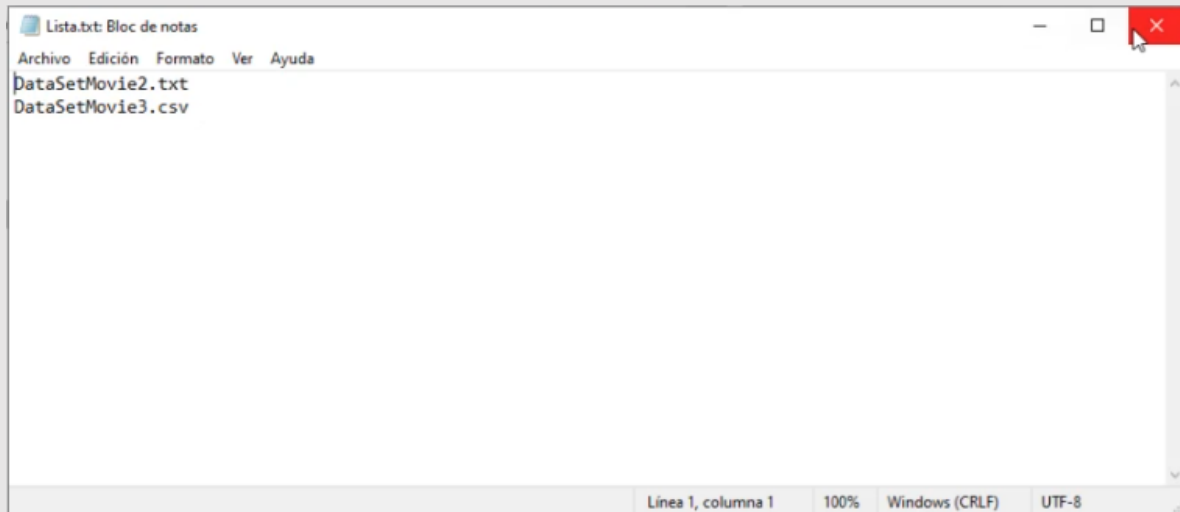 Lista.txt: Bloc de notas
Archivo Edición Formato Ver Ayuda
DataSetMovie2.txt
DataSetMovie3.csv
Línea 1, columna 1 100% Windows (CRLF) UTF-8